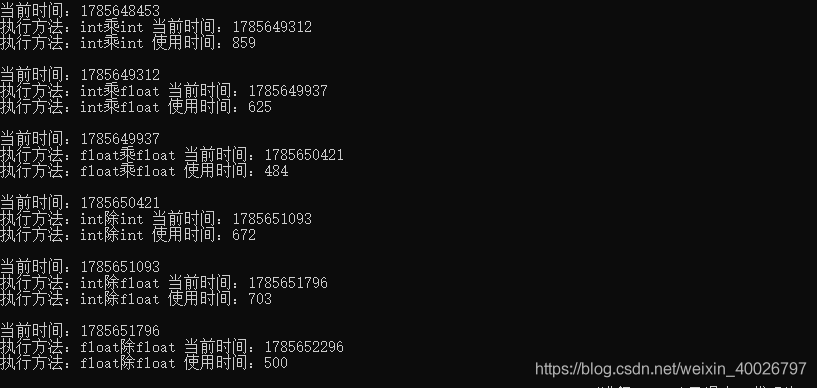 当前时间：1785648453
执行方法：int乘int 当前时间：1785649312
执行方法：int乘int 使用时间：859
当前时间：1785649312
执行方法：int乘float 当前时间：1785649937
执行方法：int乘float 使用时间：625
当前时间：1785649937
执行方法：float乘float 当前时间：1785650421
执行方法：float乘float 使用时间：484
当前时间：1785650421
执行方法：int除int 当前时间：1785651093
执行方法：int除int 使用时间：672
当前时间：1785651093
执行方法：int除float 当前时间：1785651796
执行方法：int除float 使用时间：703
当前时间：1785651796
执行方法：float除float 当前时间：1785652296
执行方法：float除float 使用时间：500
https://blog.csdn.net/weixin_40026797